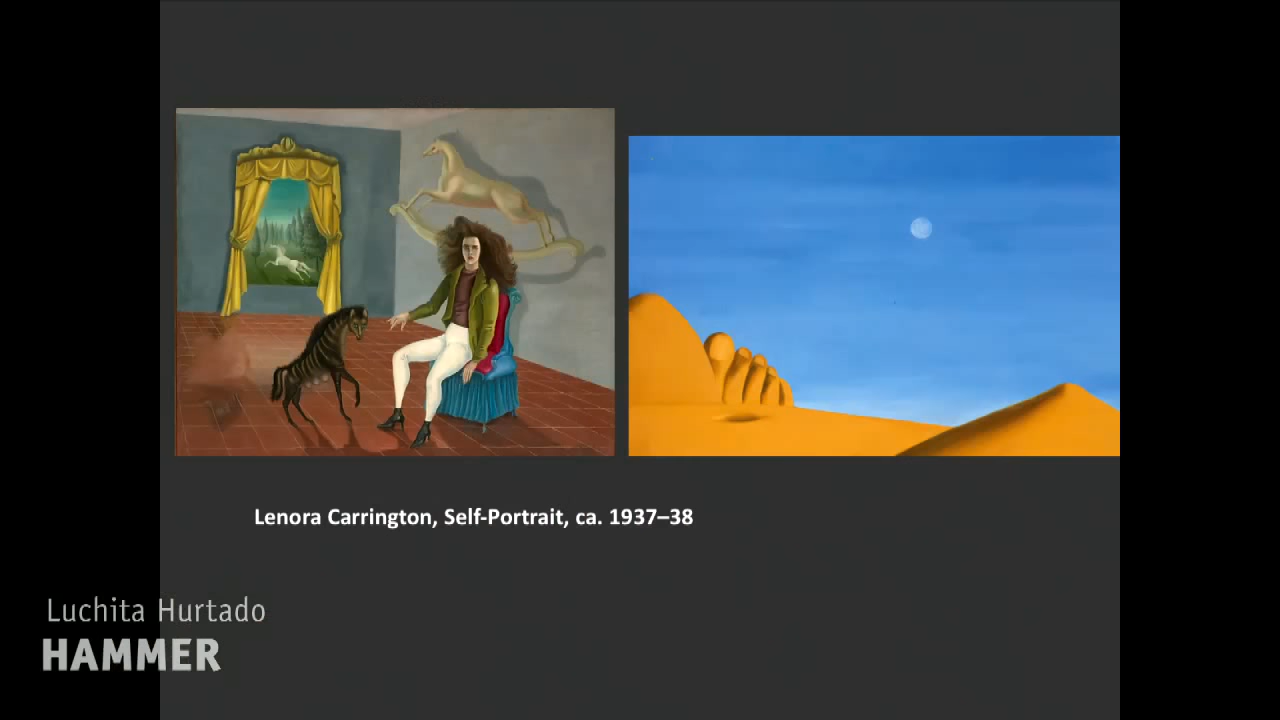 Lenora Carrington, Self-Portrait, ca. 1937–38
Luchita Hurtado
HAMMER